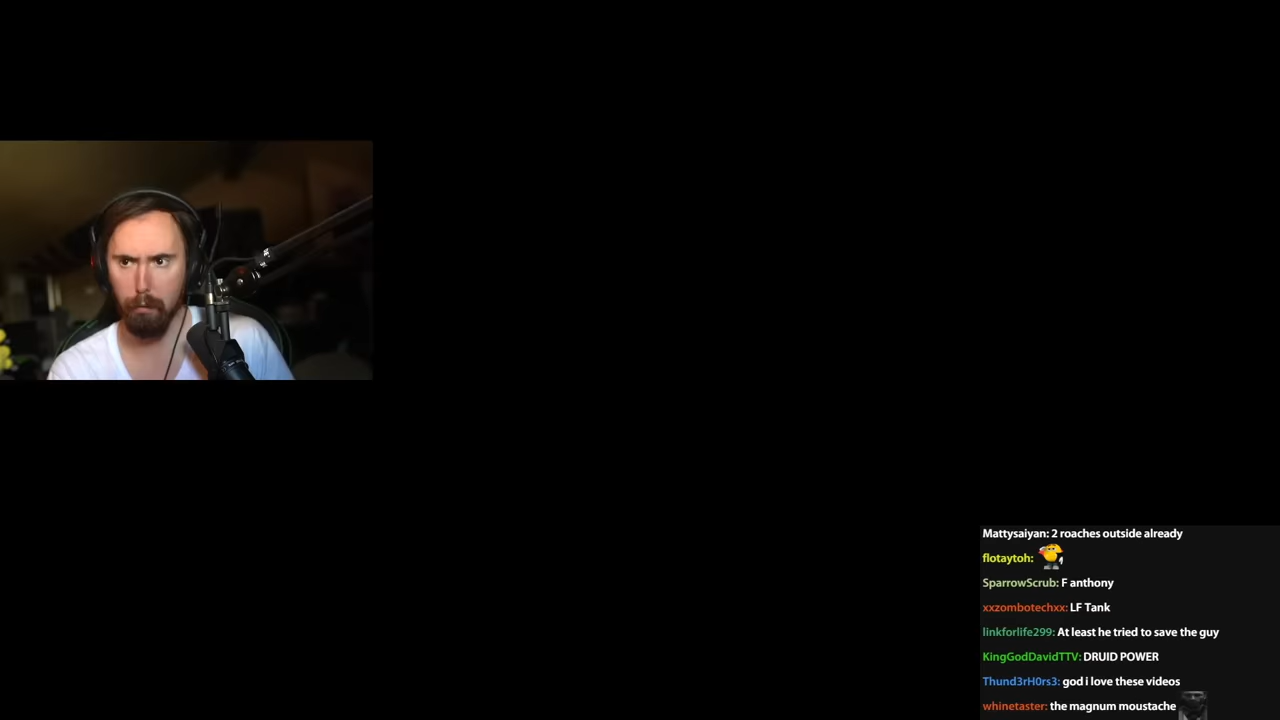 Mattysaiyan: 2 roaches outside already
flotaytoh:
SparrowScrub: F anthony
xxzombotechxx: LF Tank
linkforlife299: At least he tried to save the guy
KingGodDavidTTV: DRUID POWER
Thund3rH0rs3: god i love these videos
whinetaster: the magnum moustache